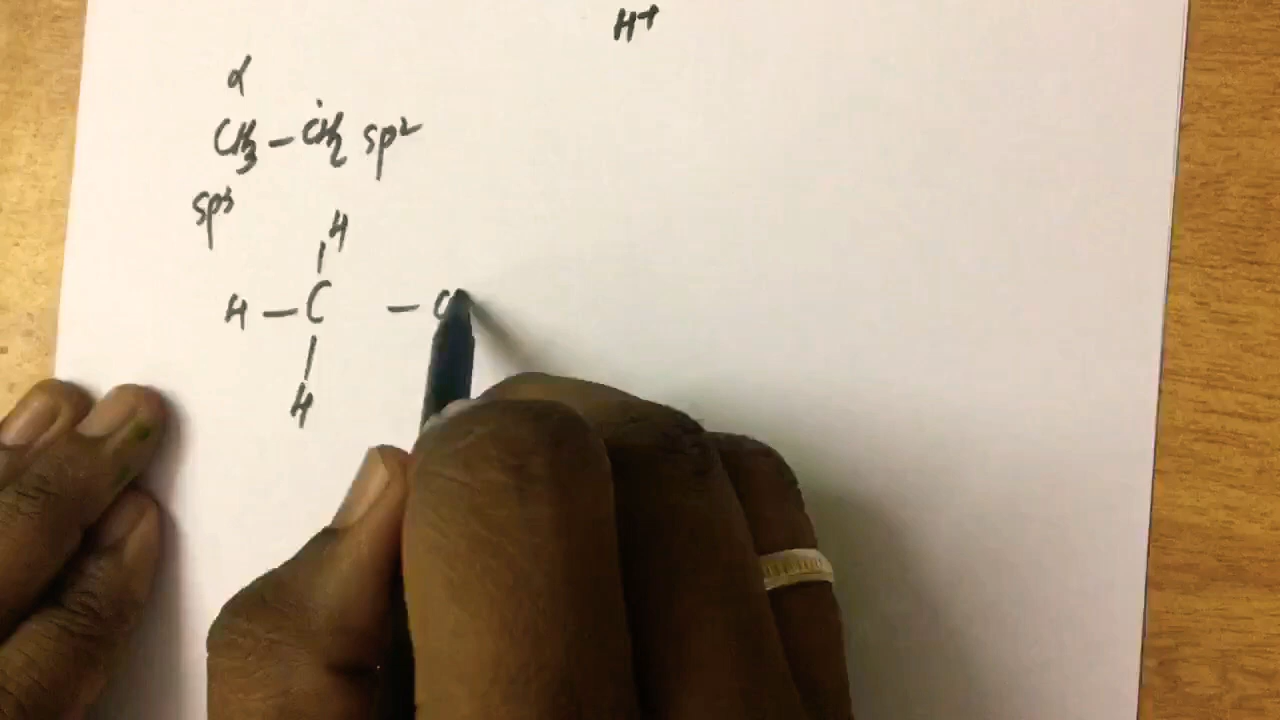 H+
α
CH3 – ĊH2 sp2
sp3
H
H – C – C
H